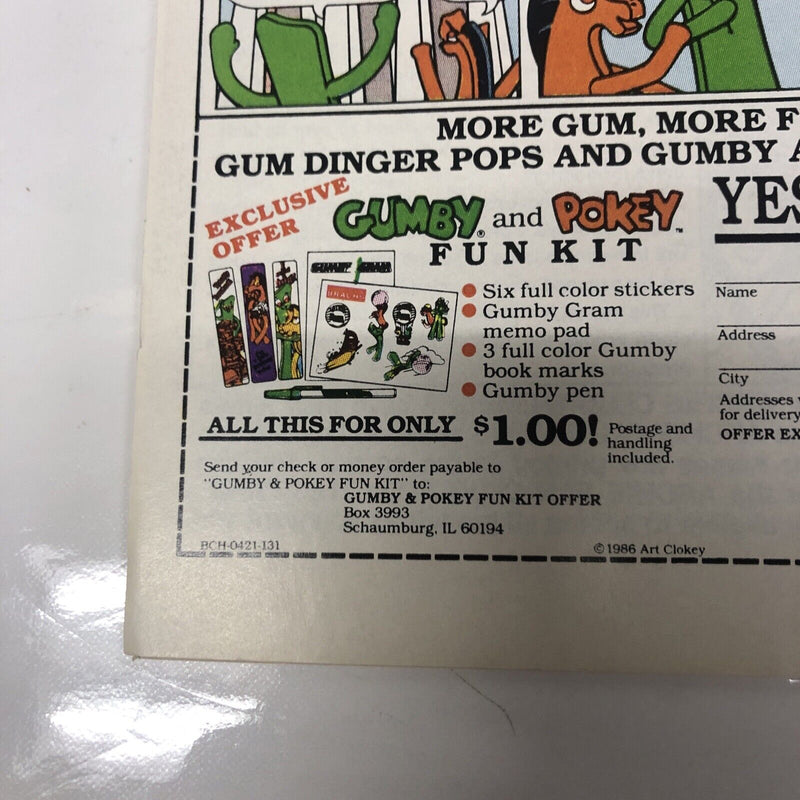 MORE GUM, MORE F
GUM DINGER POPS AND GUMBY A
EXCLUSIVE
OFFER
GUMBY® and POKEY™
FUN KIT
● Six full color stickers
● Gumby Gram
memo pad
● 3 full color Gumby
book marks
● Gumby pen
ALL THIS FOR ONLY $1.00!
Postage and
handling
included.
Send your check or money order payable to
"GUMBY & POKEY FUN KIT" to:
GUMBY & POKEY FUN KIT OFFER
Box 3993
Schaumburg, IL 60194
BCH-0421-131
©1986 Art Clokey
YES
Name
Address
City
Addresses
for delivery
OFFER EX